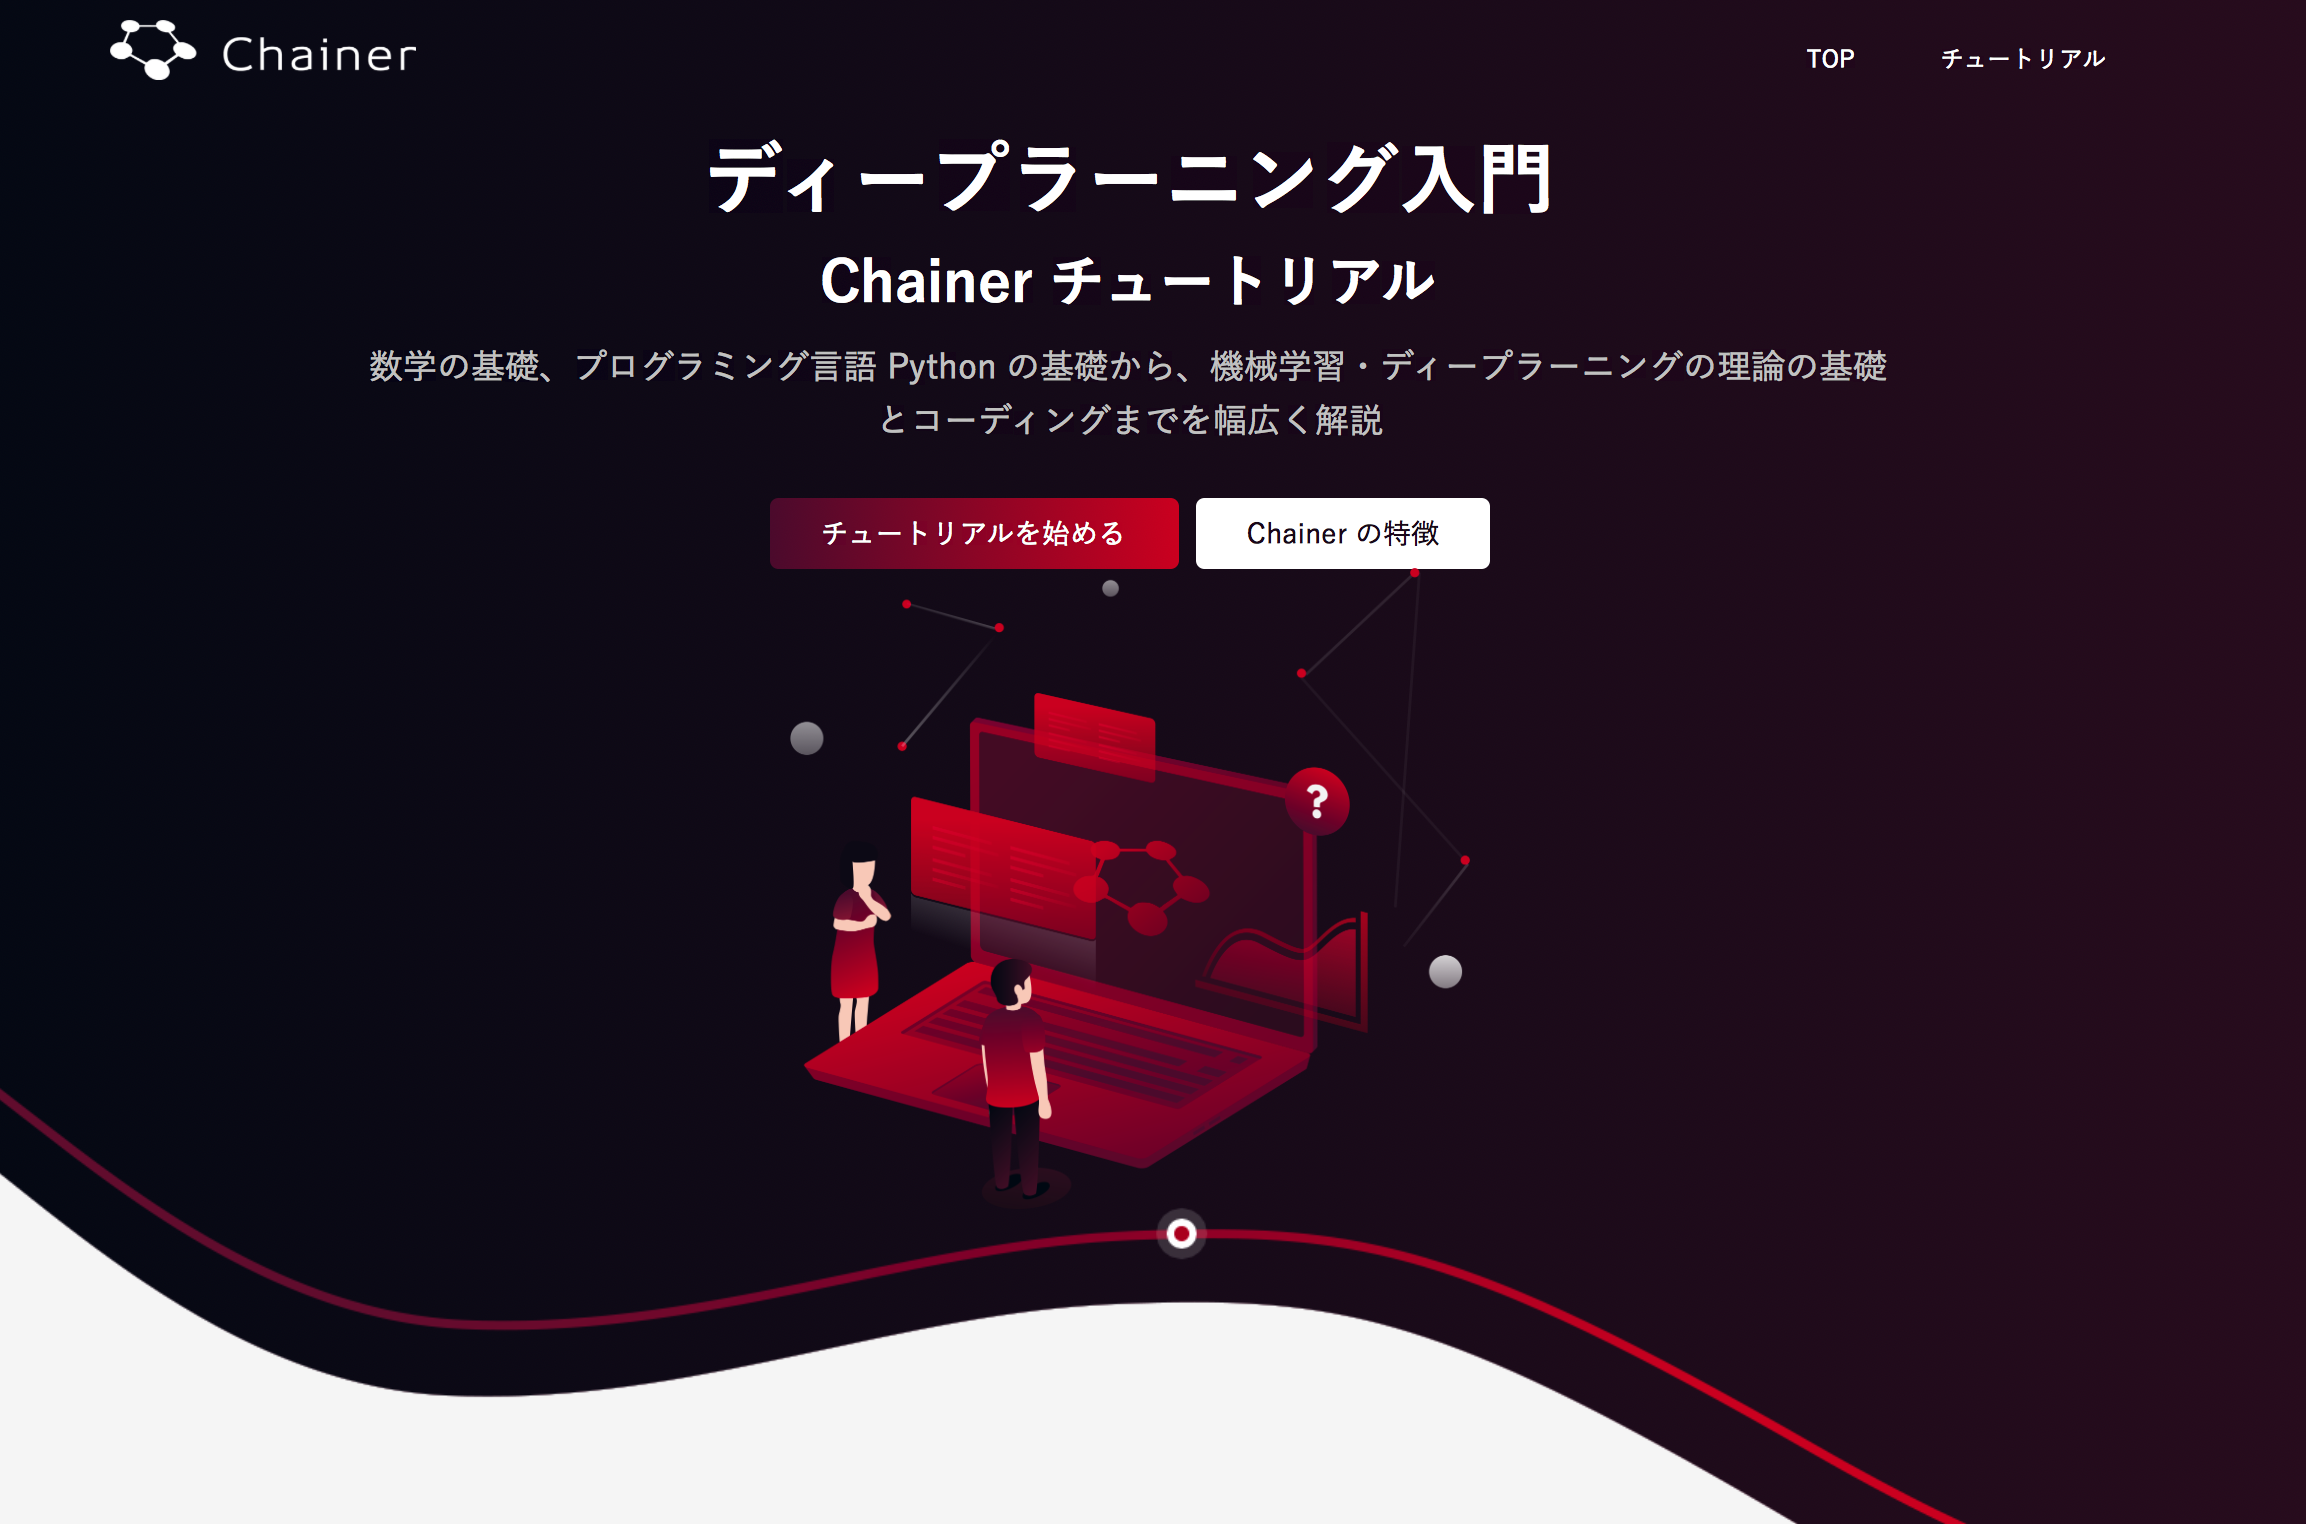 Chainer
TOP
チュートリアル
ディープラーニング入門
Chainer チュートリアル
数学の基礎、プログラミング言語 Python の基礎から、機械学習・ディープラーニングの理論の基礎
とコーディングまでを幅広く解説
チュートリアルを始める
Chainer の特徴
?